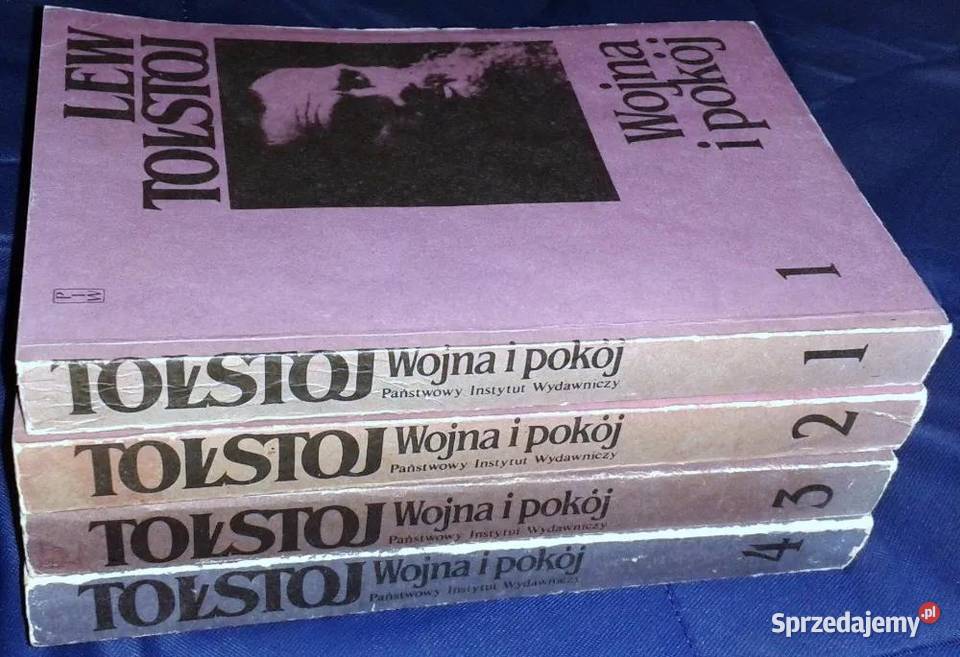 LEW
TOŁSTOJ
Wojna
i pokój
1
PIW
TOŁSTOJ Wojna i pokój 1
Państwowy Instytut Wydawniczy
TOŁSTOJ Wojna i pokój 2
Państwowy Instytut Wydawniczy
TOŁSTOJ Wojna i pokój 3
Państwowy Instytut Wydawniczy
TOŁSTOJ Wojna i pokój 4
Państwowy Instytut Wydawniczy
Sprzedajemy.pl